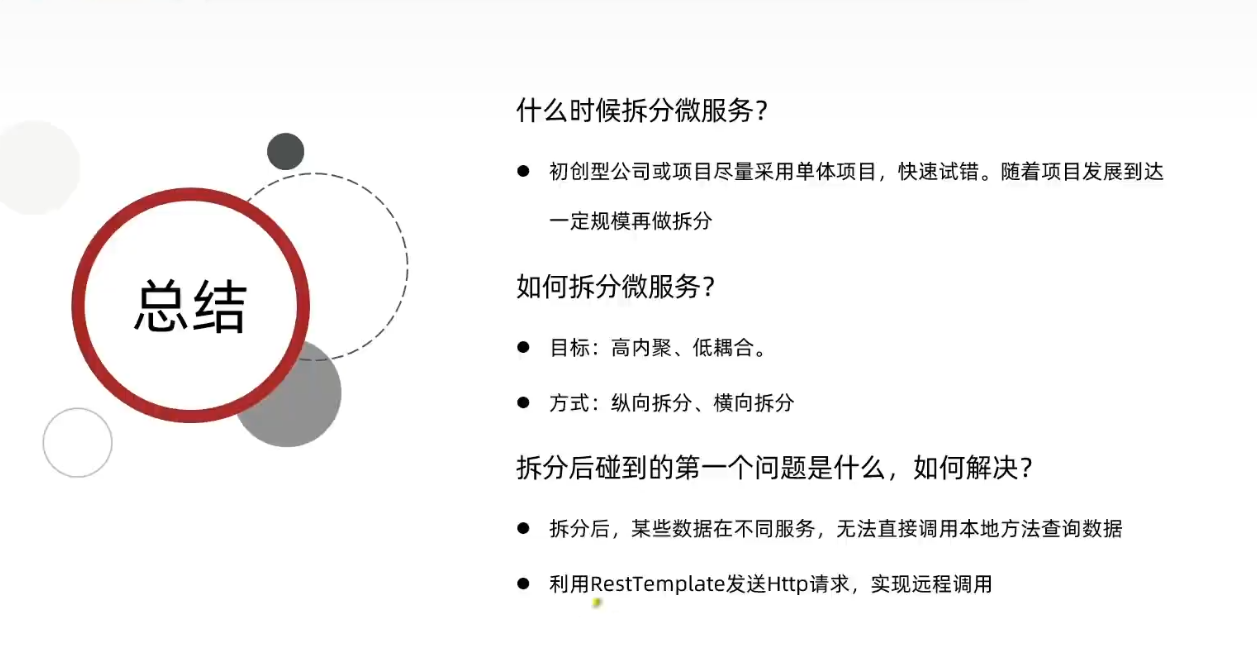 总结
什么时候拆分微服务？
● 初创型公司或项目尽量采用单体项目，快速试错。随着项目发展到达
一定规模再做拆分
如何拆分微服务？
● 目标：高内聚、低耦合。
● 方式：纵向拆分、横向拆分
拆分后碰到的第一个问题是什么，如何解决？
● 拆分后，某些数据在不同服务，无法直接调用本地方法查询数据
● 利用RestTemplate发送Http请求，实现远程调用